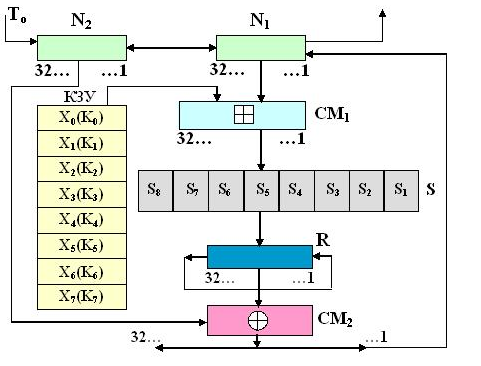 T₀ N₂ N₁
32... ...1 32... ...1
КЗУ
X₀(K₀)
CM₁
32... ...1
X₁(K₁)
X₂(K₂)
X₃(K₃)
X₄(K₄)
X₅(K₅)
X₆(K₆)
X₇(K₇)
S₈ S₇ S₆ S₅ S₄ S₃ S₂ S₁ S
R
32... ...1
CM₂
32... ...1